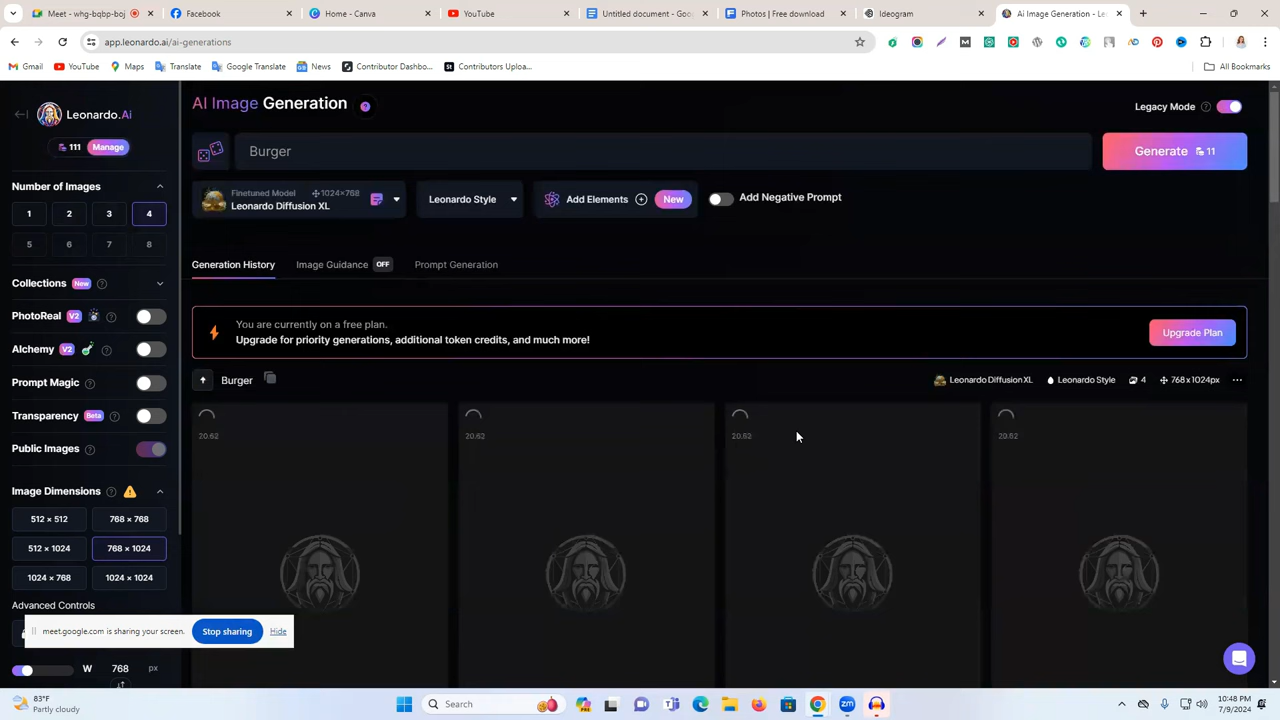 Meet - whg-bqbp-boj
Facebook
Home - Canva
YouTube
Untitled document - Goo
Photos | Free download
Ideogram
Ai Image Generation - Le
app.leonardo.ai/ai-generations
Gmail
YouTube
Maps
Translate
Google Translate
News
Contributor Dashbo...
Contributors Uploa...
All Bookmarks
Leonardo.Ai
111
Manage
AI Image Generation
?
Legacy Mode
Burger
Generate 11
Finetuned Model 1024×768
Leonardo Diffusion XL
Leonardo Style
Add Elements
New
Add Negative Prompt
Number of Images
1 2 3 4
5 6 7 8
Collections New
PhotoReal V2
Alchemy V2
Prompt Magic
Transparency Beta
Public Images
Image Dimensions
512 × 512 768 × 768
512 × 1024 768 × 1024
1024 × 768 1024 × 1024
Advanced Controls
W 768 px
Generation History
Image Guidance OFF
Prompt Generation
You are currently on a free plan.
Upgrade for priority generations, additional token credits, and much more!
Upgrade Plan
Burger
Leonardo Diffusion XL
Leonardo Style
4
768x1024px
20.62 20.62 20.62 20.62
meet.google.com is sharing your screen.
Stop sharing
Hide
83°F
Partly cloudy
Search
10:48 PM
7/9/2024